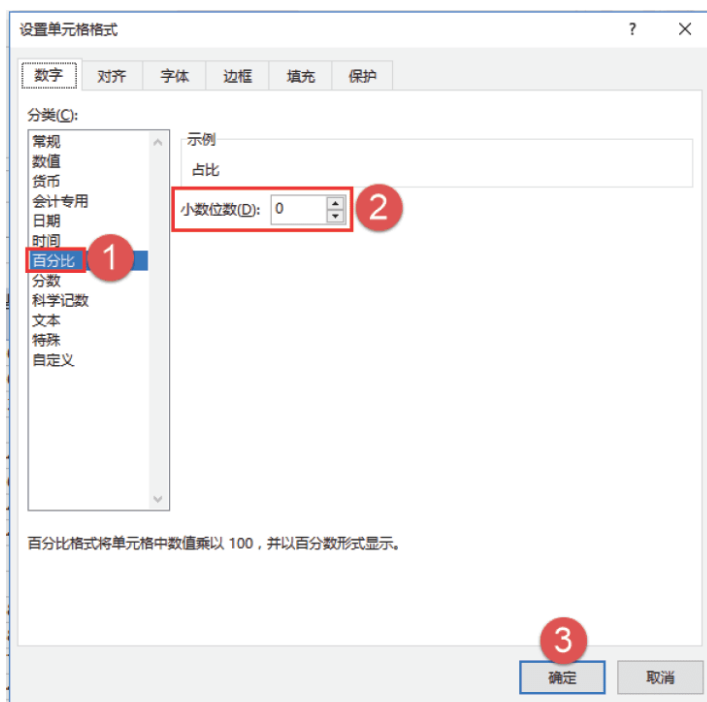 设置单元格格式
? ×
数字 对齐 字体 边框 填充 保护
分类(C):
常规
数值
货币
会计专用
日期
时间
百分比
分数
科学记数
文本
特殊
自定义
1
示例
占比
小数位数(D): 0
2
百分比格式将单元格中数值乘以 100，并以百分数形式显示。
3
确定 取消